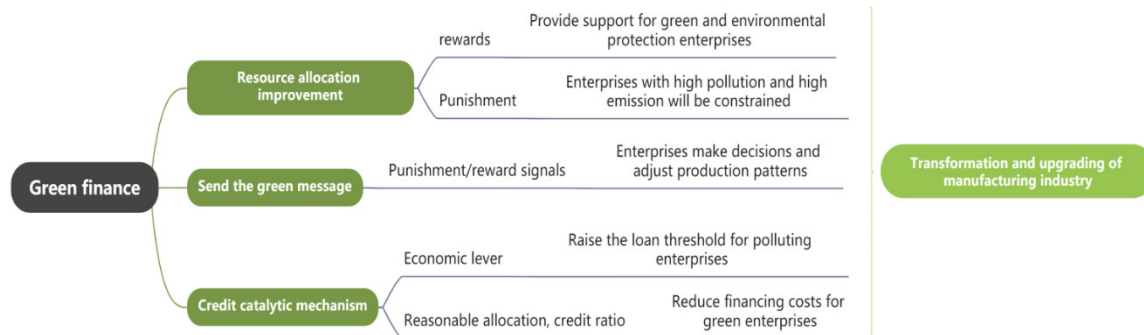 Green finance
Resource allocation
improvement
rewards
Provide support for green and environmental
protection enterprises
Punishment
Enterprises with high pollution and high
emission will be constrained
Send the green message
Punishment/reward signals
Enterprises make decisions and
adjust production patterns
Credit catalytic mechanism
Economic lever
Raise the loan threshold for polluting
enterprises
Reasonable allocation, credit ratio
Reduce financing costs for
green enterprises
Transformation and upgrading of
manufacturing industry